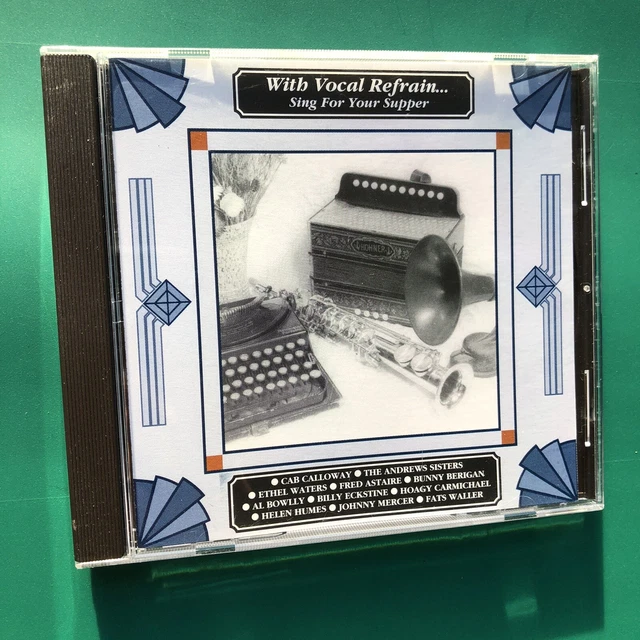 With Vocal Refrain...
Sing For Your Supper
HOHNER
● CAB CALLOWAY ● THE ANDREWS SISTERS
● ETHEL WATERS ● FRED ASTAIRE ● BUNNY BERIGAN
● AL BOWLLY ● BILLY ECKSTINE ● HOAGY CARMICHAEL
● HELEN HUMES ● JOHNNY MERCER ● FATS WALLER